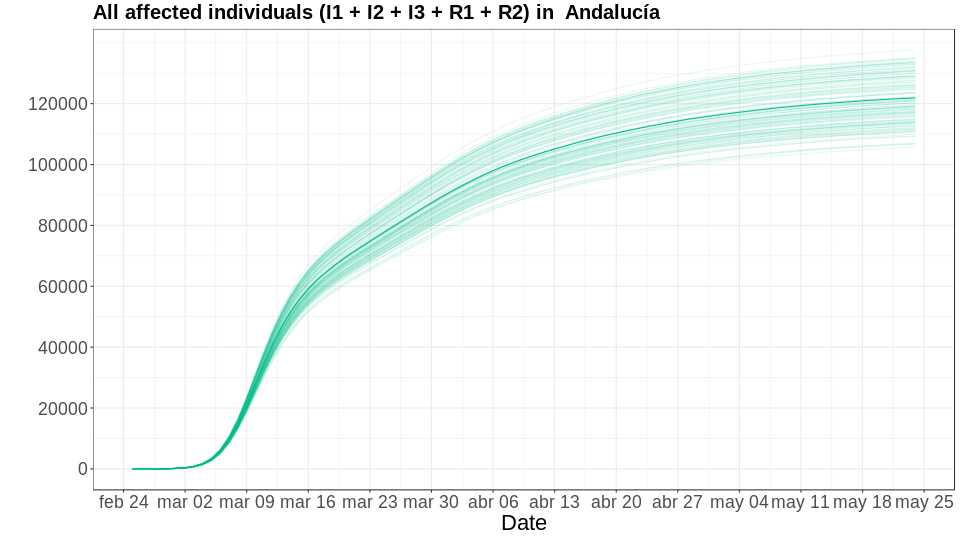 All affected individuals (I1 + I2 + I3 + R1 + R2) in  Andalucía
120000
100000
80000
60000
40000
20000
0
feb 24 mar 02 mar 09 mar 16 mar 23 mar 30 abr 06 abr 13 abr 20 abr 27 may 04 may 11 may 18 may 25
Date